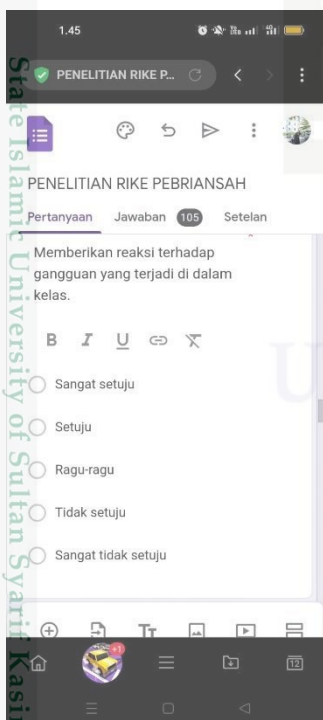 1.45
PENELITIAN RIKE P...
PENELITIAN RIKE PEBRIANSAH
Pertanyaan Jawaban 105 Setelan
Memberikan reaksi terhadap
gangguan yang terjadi di dalam
kelas.
B I U
Sangat setuju
Setuju
Ragu-ragu
Tidak setuju
Sangat tidak setuju
Tт
+1
12
State Islamic University of Sultan Syarif Kasi